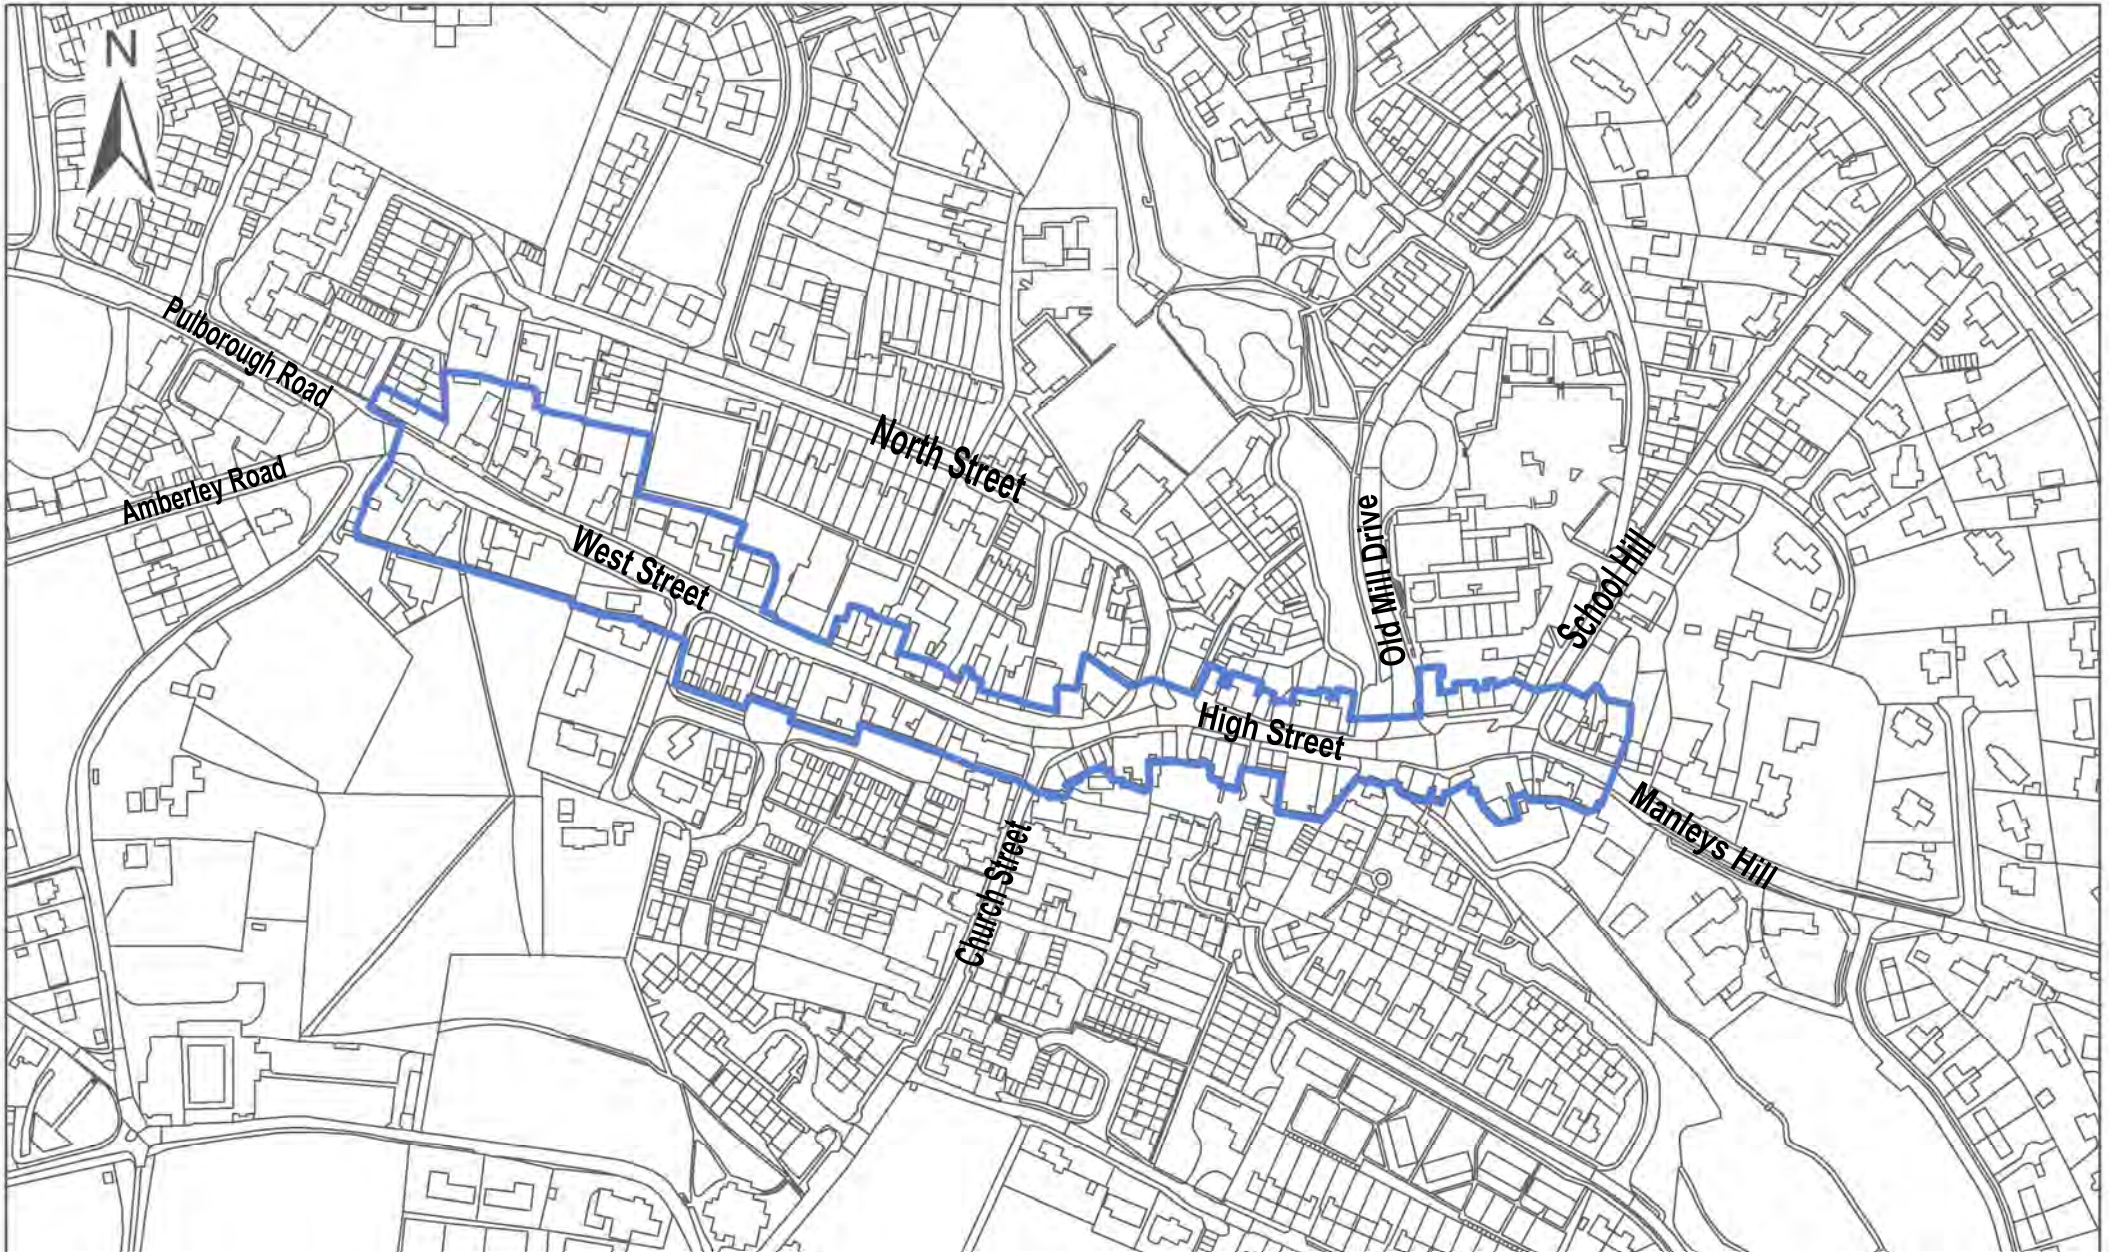 N
Pulborough Road
North Street
Amberley Road
Old Mill Drive
West Street
School Hill
High Street
Manleys Hill
Church Street